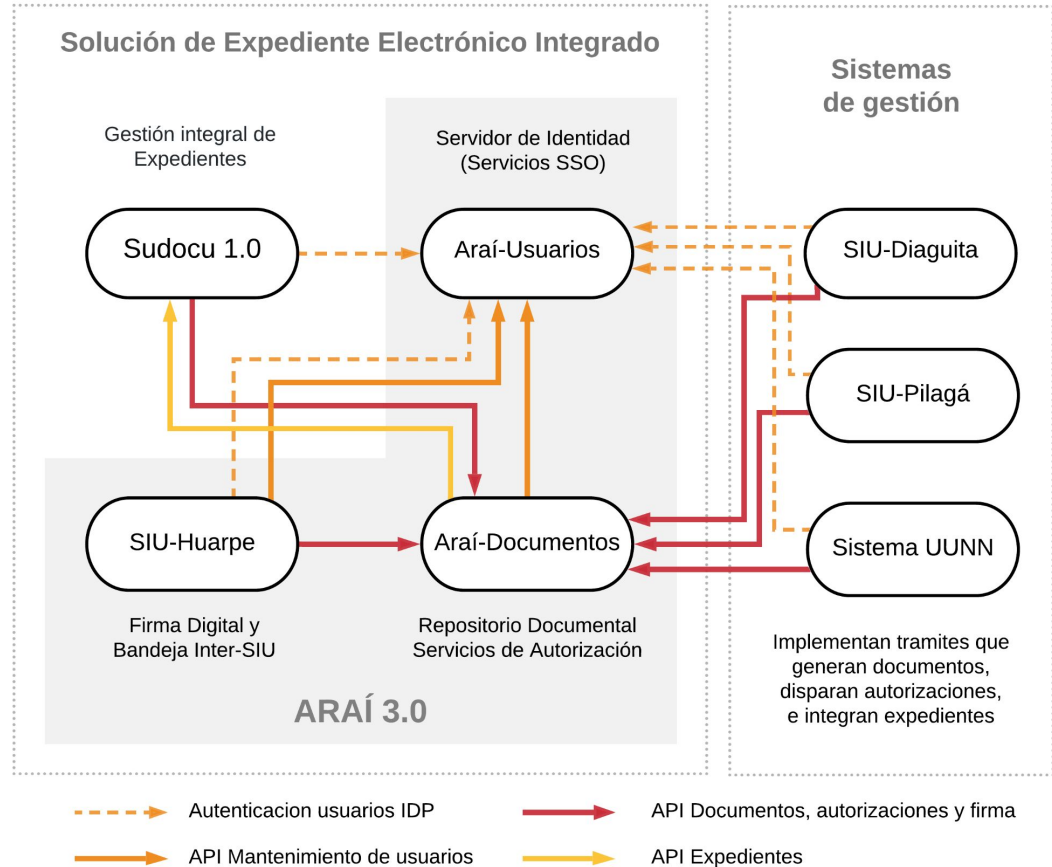 Solución de Expediente Electrónico Integrado
Sistemas
de gestión
Gestión integral de
Expedientes
Servidor de Identidad
(Servicios SSO)
Sudocu 1.0
Araí-Usuarios
SIU-Diaguita
SIU-Pilagá
SIU-Huarpe
Araí-Documentos
Sistema UUNN
Firma Digital y
Bandeja Inter-SIU
Repositorio Documental
Servicios de Autorización
Implementan tramites que
generan documentos,
disparan autorizaciones,
e integran expedientes
ARAÍ 3.0
Autenticacion usuarios IDP
API Documentos, autorizaciones y firma
API Mantenimiento de usuarios
API Expedientes